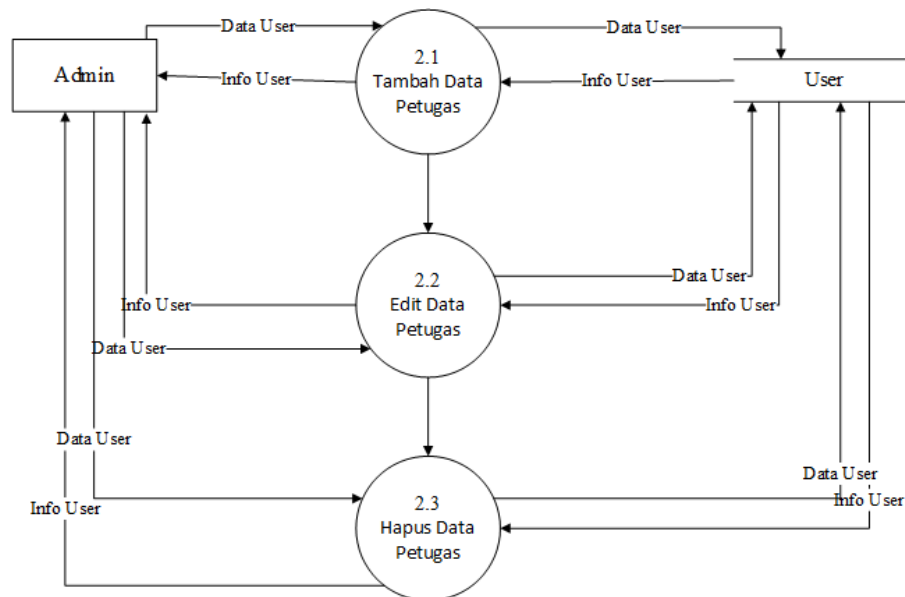 Data User
Data User
Admin
Info User
2.1
Tambah Data
Petugas
Info User
User
2.2
Edit Data
Petugas
Data User
Info User
Info User
Data User
Data User
Info User
2.3
Hapus Data
Petugas
Data User
Info User